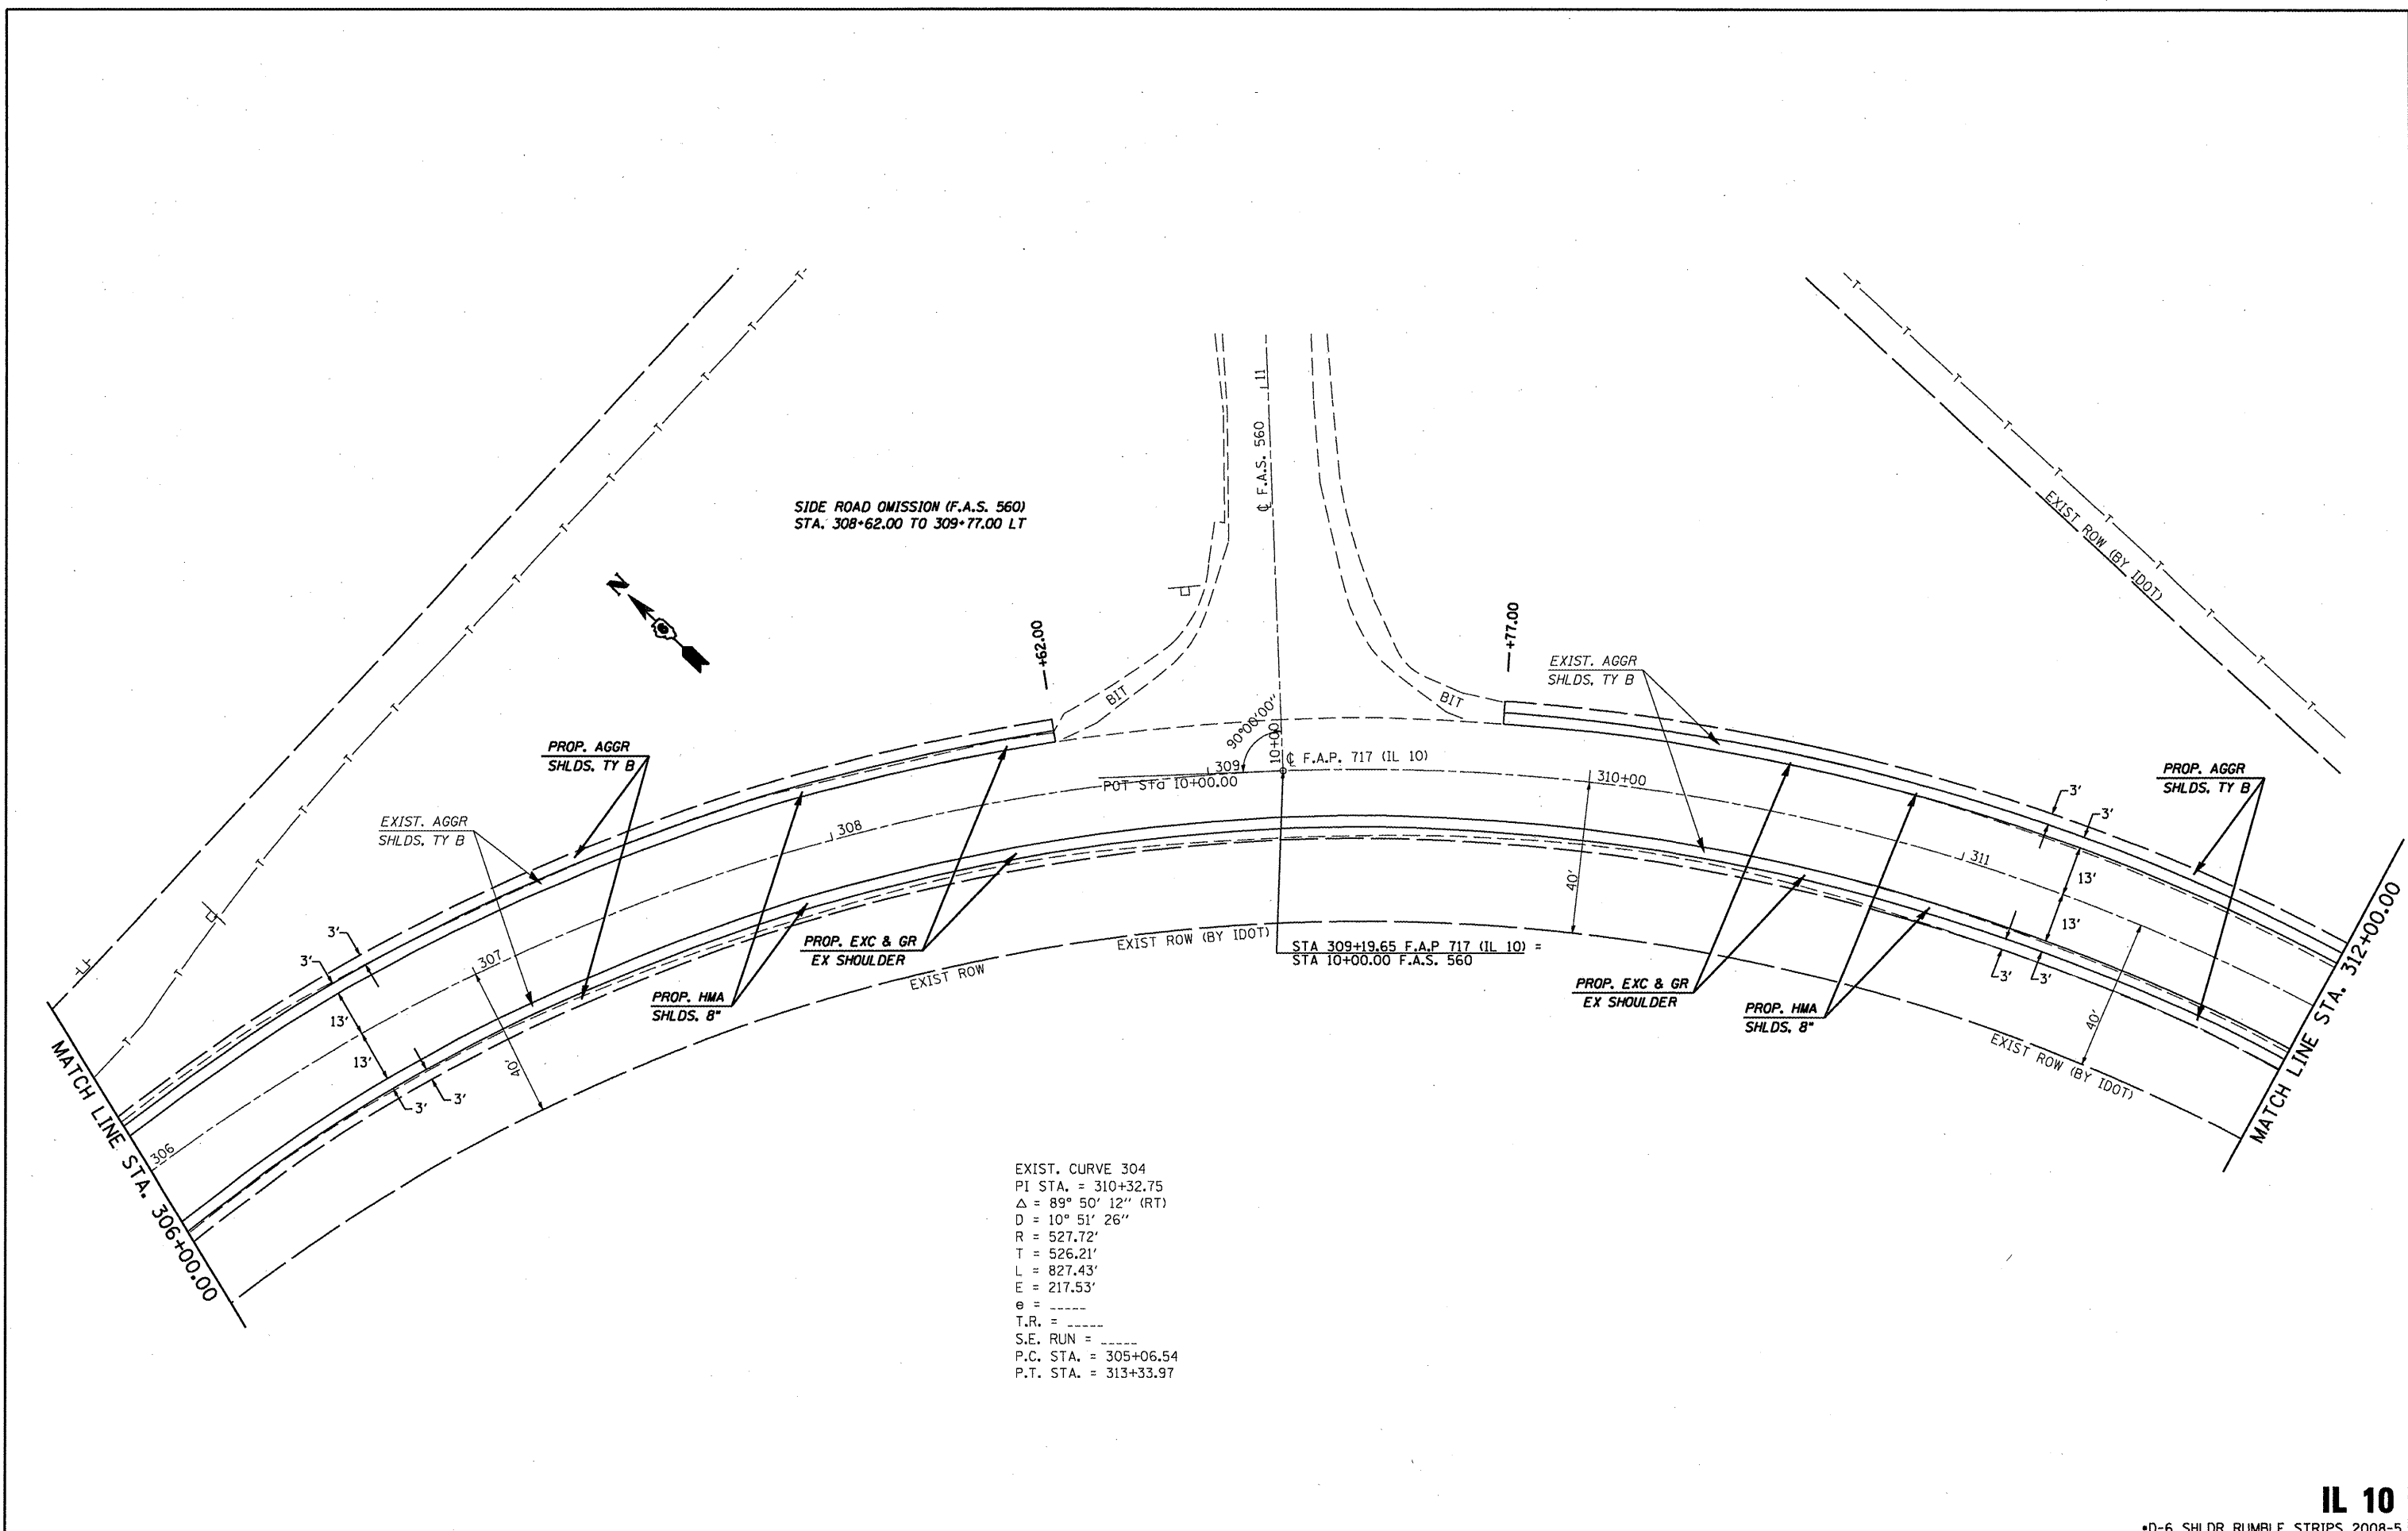 SIDE ROAD OMISSION (F.A.S. 560)
STA. 308+62.00 TO 309+77.00 LT
11
℄ F.A.S. 560
N
+62.00
+77.00
BIT
BIT
EXIST ROW (BY IDOT)
EXIST. AGGR
SHLDS, TY B
90°00'00"
10+00
309
℄ F.A.P. 717 (IL 10)
POT Sta 10+00.00
310+00
PROP. AGGR
SHLDS, TY B
PROP. AGGR
SHLDS, TY B
EXIST. AGGR
SHLDS, TY B
308
311
3'
3'
13'
13'
3'
3'
40'
40'
3'
3'
13'
13'
3'
3'
307
40'
306
PROP. EXC & GR
EX SHOULDER
PROP. HMA
SHLDS, 8"
EXIST ROW
EXIST ROW (BY IDOT)
STA 309+19.65 F.A.P 717 (IL 10) =
STA 10+00.00 F.A.S. 560
PROP. EXC & GR
EX SHOULDER
PROP. HMA
SHLDS, 8"
EXIST ROW (BY IDOT)
MATCH LINE STA. 306+00.00
MATCH LINE STA. 312+00.00
T T T T T T T T T
T T T T T T T T
EXIST. CURVE 304
PI STA. = 310+32.75
Δ = 89° 50' 12" (RT)
D = 10° 51' 26"
R = 527.72'
T = 526.21'
L = 827.43'
E = 217.53'
e = _____
T.R. = _____
S.E. RUN = _____
P.C. STA. = 305+06.54
P.T. STA. = 313+33.97
IL 10
•D-6 SHLDR RUMBLE STRIPS 2008-5